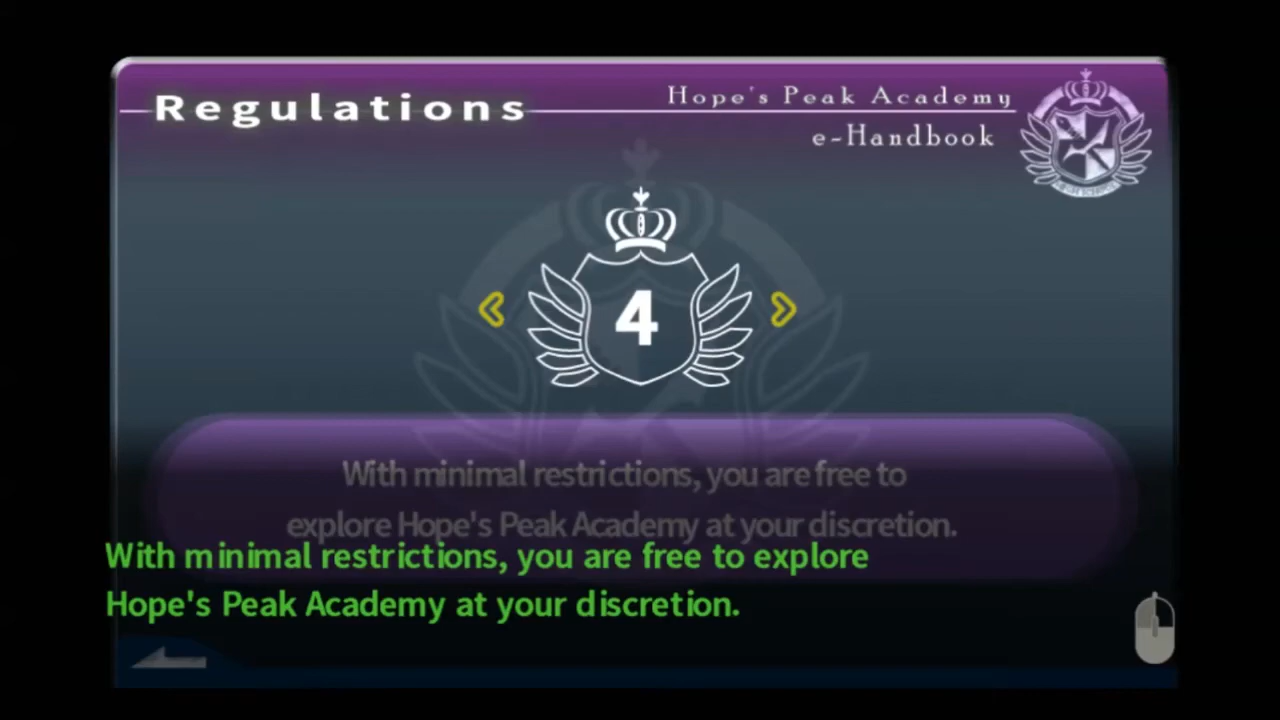 Regulations
Hope's Peak Academy
e-Handbook
4
With minimal restrictions, you are free to
explore Hope's Peak Academy at your discretion.
With minimal restrictions, you are free to explore
Hope's Peak Academy at your discretion.